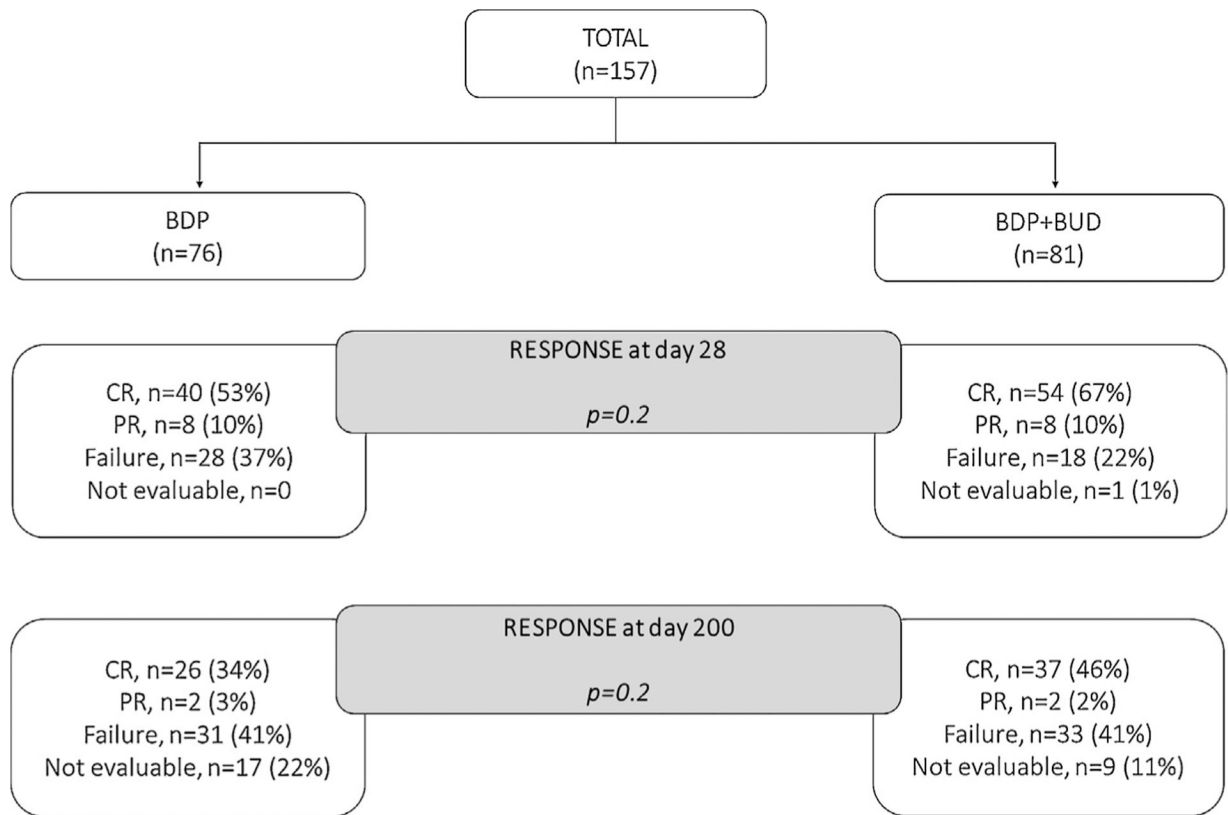 TOTAL
(n=157)
BDP
(n=76)
BDP+BUD
(n=81)
RESPONSE at day 28
p=0.2
CR, n=40 (53%)
PR, n=8 (10%)
Failure, n=28 (37%)
Not evaluable, n=0
CR, n=54 (67%)
PR, n=8 (10%)
Failure, n=18 (22%)
Not evaluable, n=1 (1%)
RESPONSE at day 200
p=0.2
CR, n=26 (34%)
PR, n=2 (3%)
Failure, n=31 (41%)
Not evaluable, n=17 (22%)
CR, n=37 (46%)
PR, n=2 (2%)
Failure, n=33 (41%)
Not evaluable, n=9 (11%)